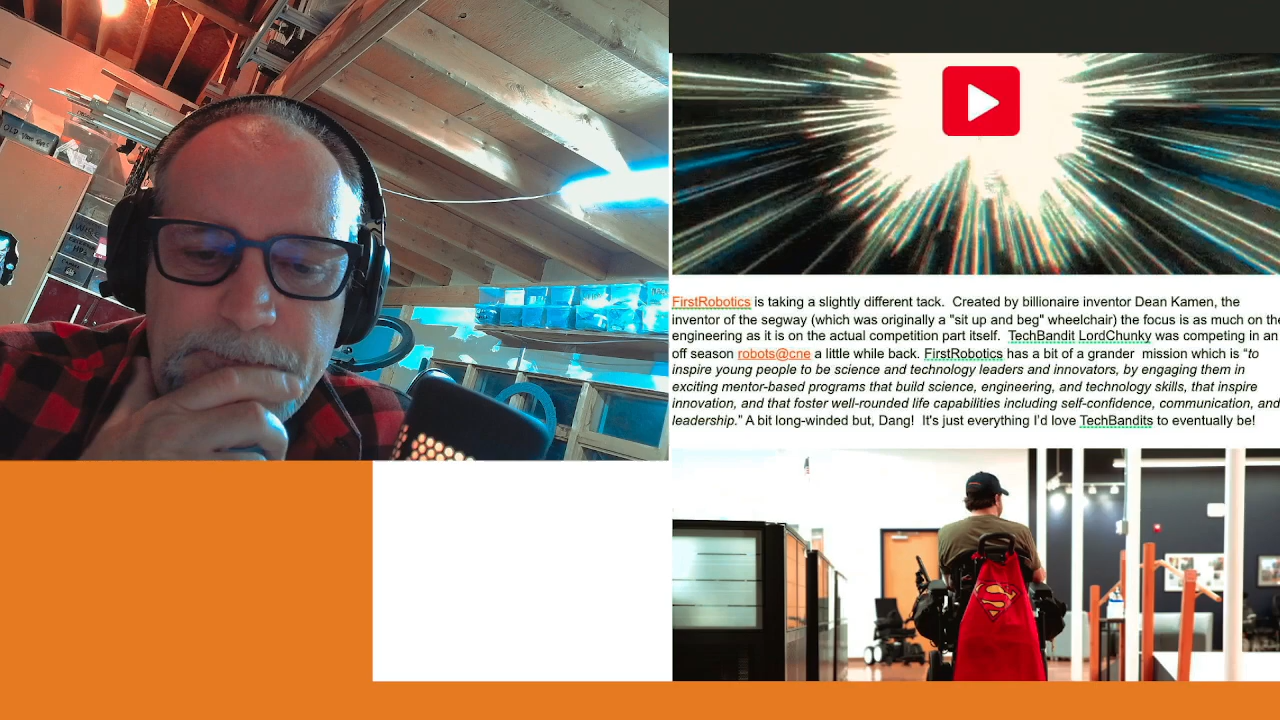 FirstRobotics is taking a slightly different tack. Created by billionaire inventor Dean Kamen, the
inventor of the segway (which was originally a "sit up and beg" wheelchair) the focus is as much on the
engineering as it is on the actual competition part itself. TechBandit LordChunky was competing in an
off season robots@cne a little while back. FirstRobotics has a bit of a grander mission which is “to
inspire young people to be science and technology leaders and innovators, by engaging them in
exciting mentor-based programs that build science, engineering, and technology skills, that inspire
innovation, and that foster well-rounded life capabilities including self-confidence, communication, and
leadership.” A bit long-winded but, Dang! It's just everything I'd love TechBandits to eventually be!